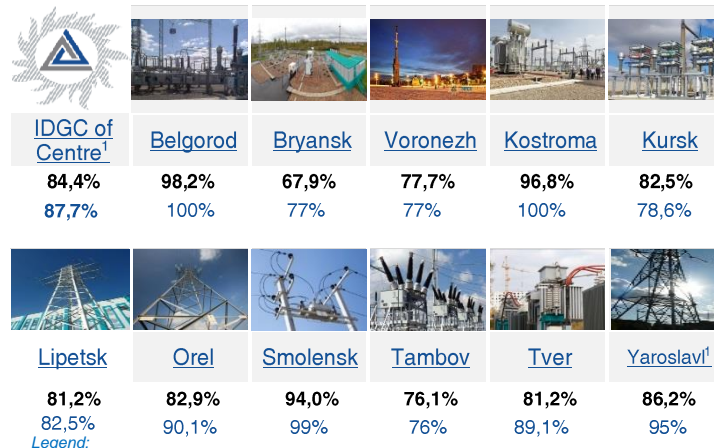 IDGC of Centre¹
Belgorod
Bryansk
Voronezh
Kostroma
Kursk
84,4%
98,2%
67,9%
77,7%
96,8%
82,5%
87,7%
100%
77%
77%
100%
78,6%
Lipetsk
Orel
Smolensk
Tambov
Tver
Yaroslavl¹
81,2%
82,9%
94,0%
76,1%
81,2%
86,2%
82,5%
90,1%
99%
76%
89,1%
95%
Legend: